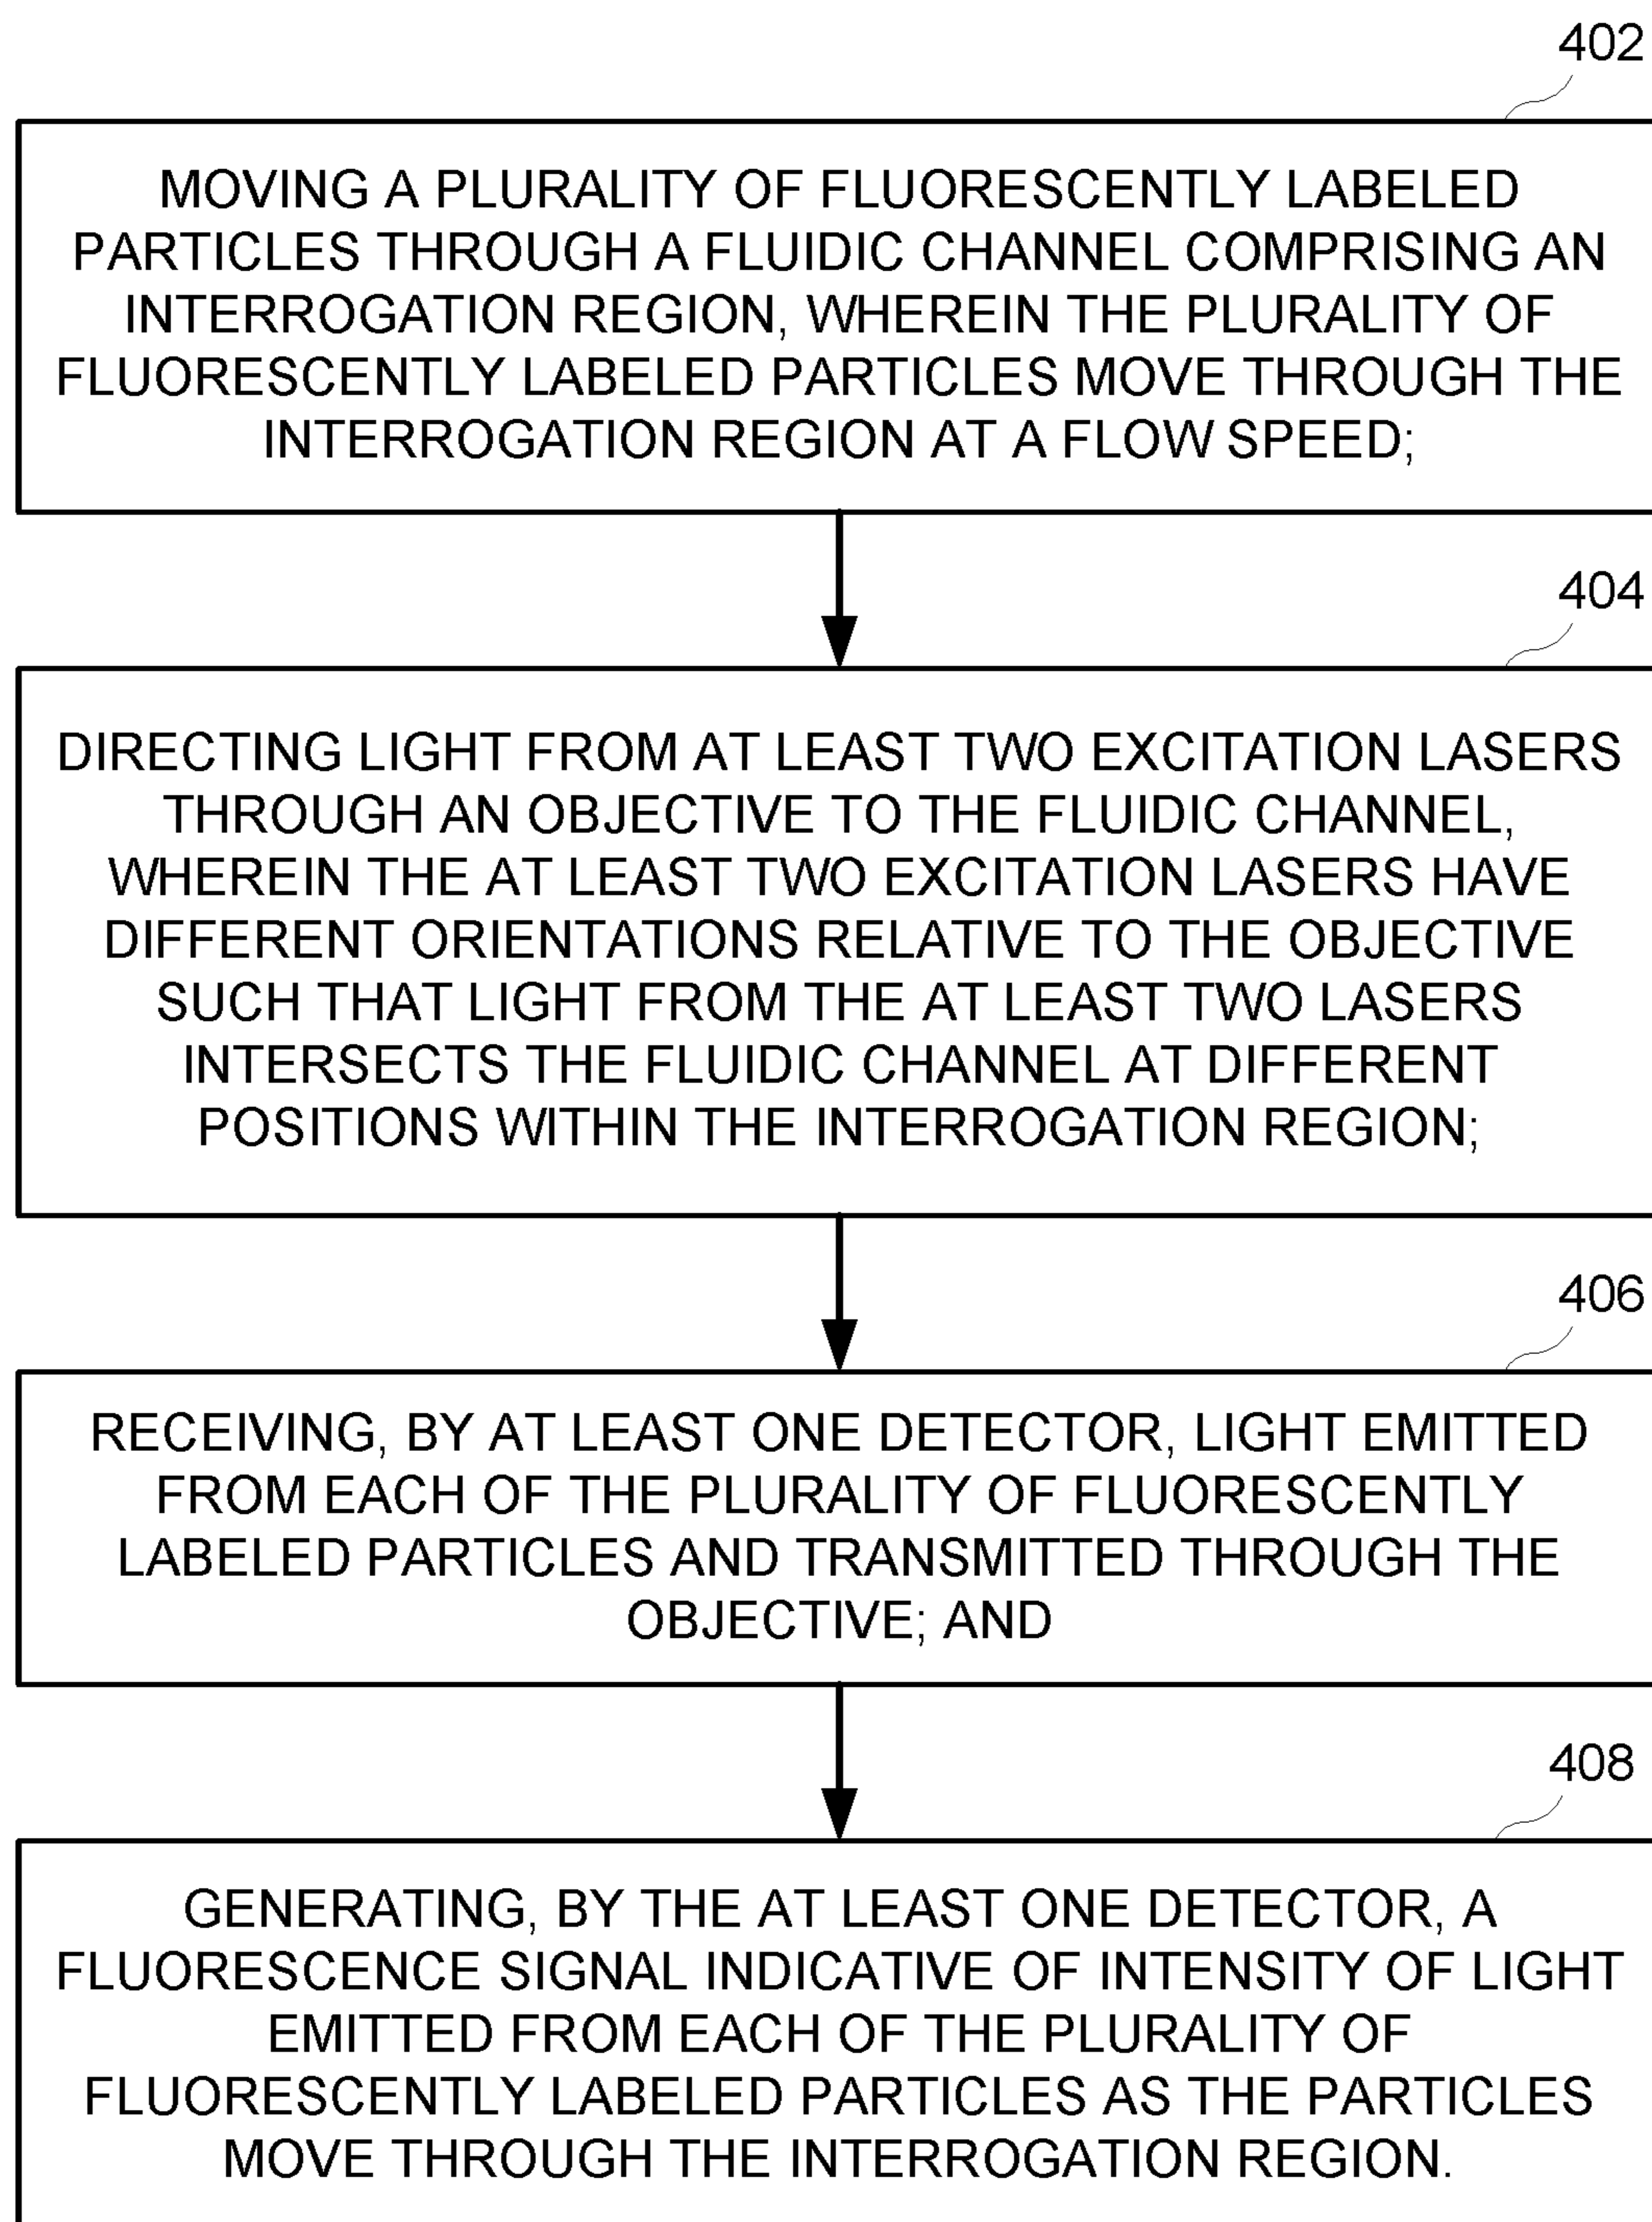 402
MOVING A PLURALITY OF FLUORESCENTLY LABELED
PARTICLES THROUGH A FLUIDIC CHANNEL COMPRISING AN
INTERROGATION REGION, WHEREIN THE PLURALITY OF
FLUORESCENTLY LABELED PARTICLES MOVE THROUGH THE
INTERROGATION REGION AT A FLOW SPEED;
404
DIRECTING LIGHT FROM AT LEAST TWO EXCITATION LASERS
THROUGH AN OBJECTIVE TO THE FLUIDIC CHANNEL,
WHEREIN THE AT LEAST TWO EXCITATION LASERS HAVE
DIFFERENT ORIENTATIONS RELATIVE TO THE OBJECTIVE
SUCH THAT LIGHT FROM THE AT LEAST TWO LASERS
INTERSECTS THE FLUIDIC CHANNEL AT DIFFERENT
POSITIONS WITHIN THE INTERROGATION REGION;
406
RECEIVING, BY AT LEAST ONE DETECTOR, LIGHT EMITTED
FROM EACH OF THE PLURALITY OF FLUORESCENTLY
LABELED PARTICLES AND TRANSMITTED THROUGH THE
OBJECTIVE; AND
408
GENERATING, BY THE AT LEAST ONE DETECTOR, A
FLUORESCENCE SIGNAL INDICATIVE OF INTENSITY OF LIGHT
EMITTED FROM EACH OF THE PLURALITY OF
FLUORESCENTLY LABELED PARTICLES AS THE PARTICLES
MOVE THROUGH THE INTERROGATION REGION.